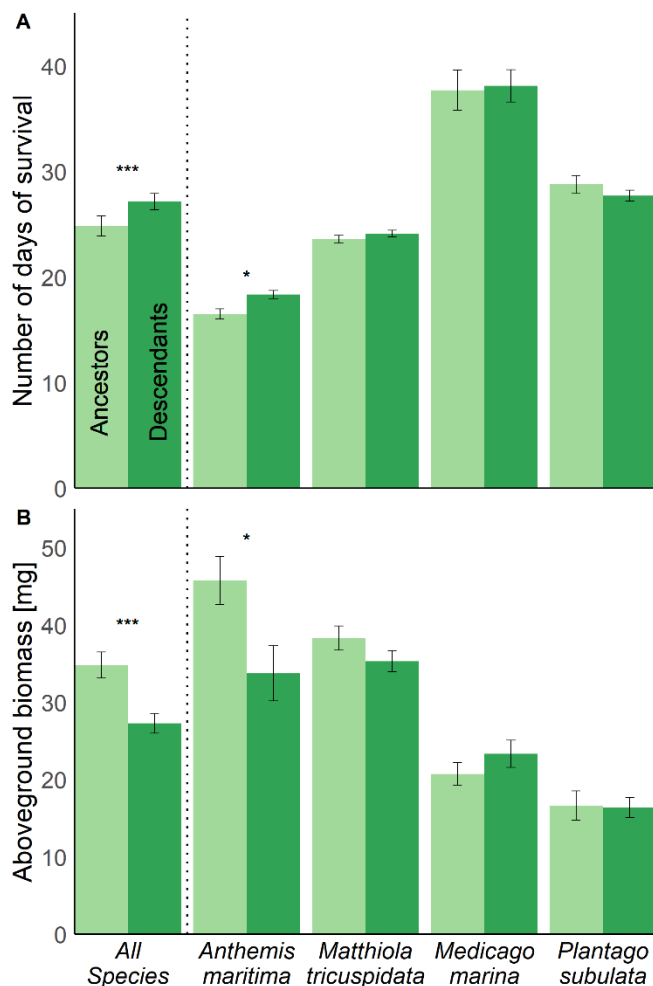 A
Number of days of survival
40
30
20
10
0
***
*
Ancestors
Descendants
B
Aboveground biomass [mg]
50
40
30
20
10
0
***
*
All Species
Anthemis maritima
Matthiola tricuspidata
Medicago marina
Plantago subulata